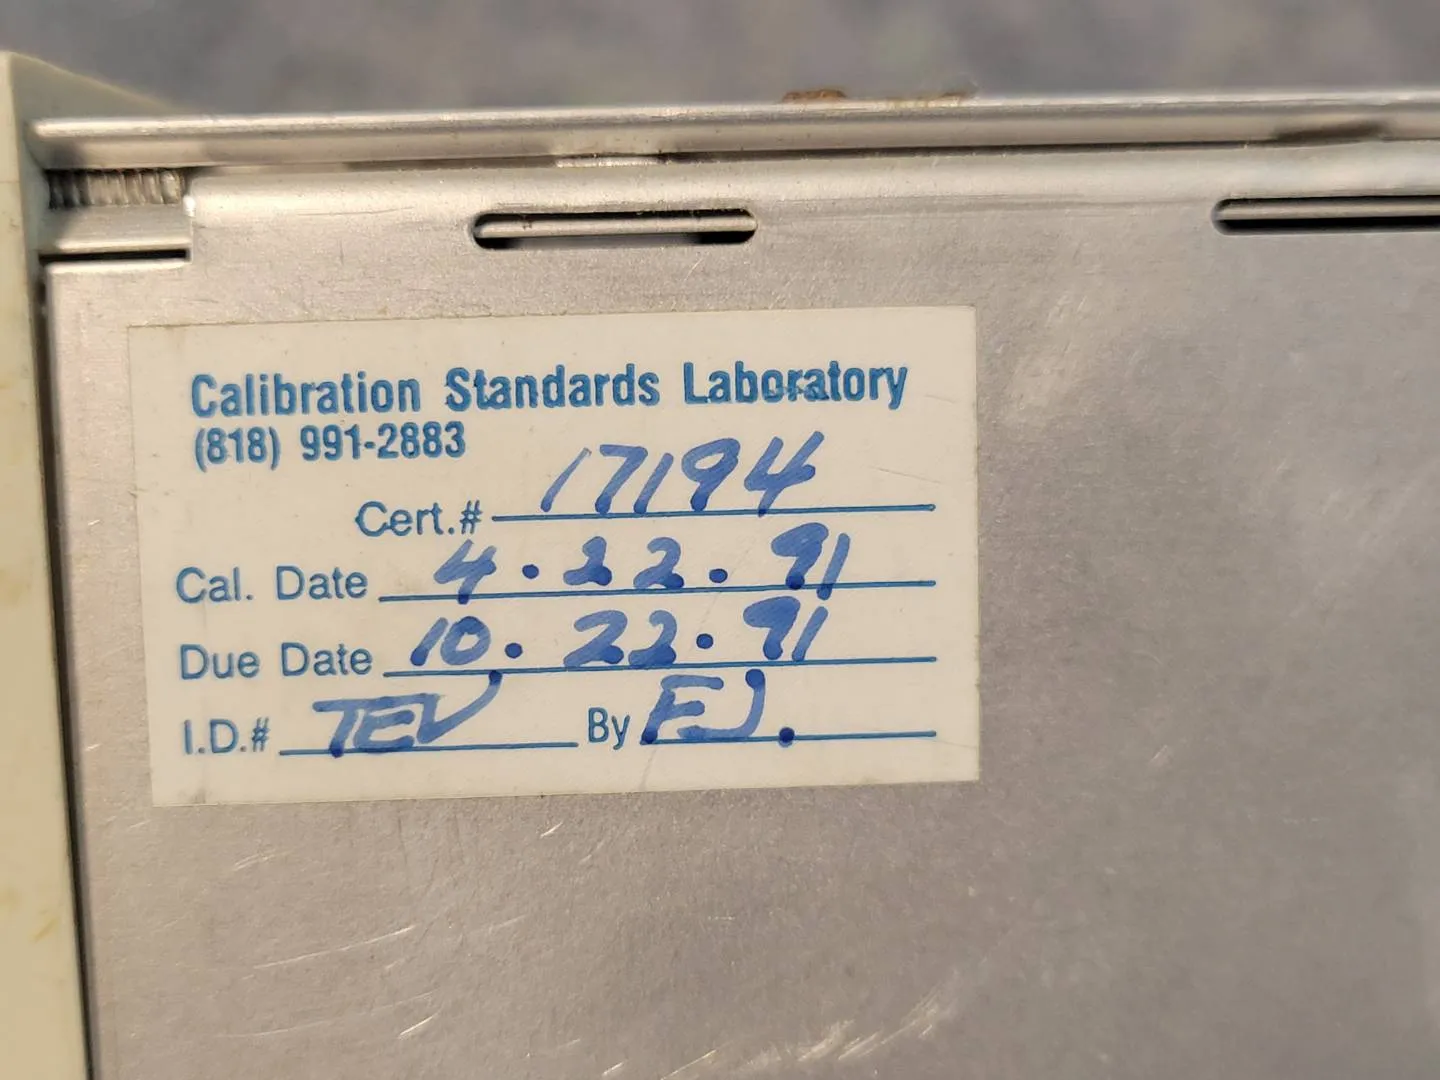 Calibration Standards Laboratory
(818) 991-2883
Cert.# 17194
Cal. Date 4.22.91
Due Date 10.22.91
I.D.# TEV By FJ.